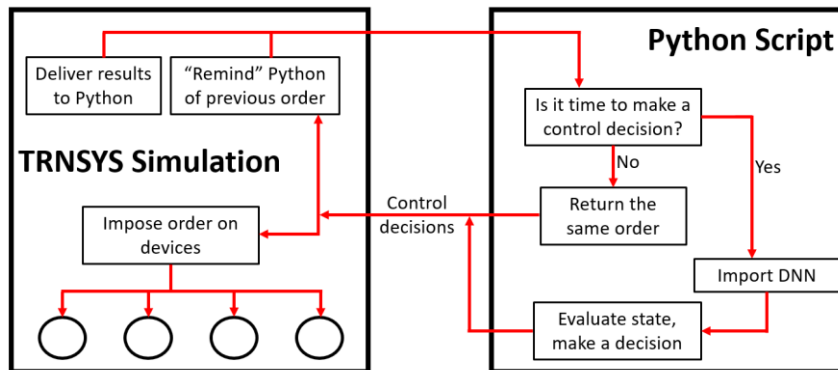 Python Script
Deliver results
to Python
“Remind” Python
of previous order
Is it time to make a
control decision?
TRNSYS Simulation
No
Yes
Control
decisions
Return the
same order
Impose order on
devices
Import DNN
Evaluate state,
make a decision